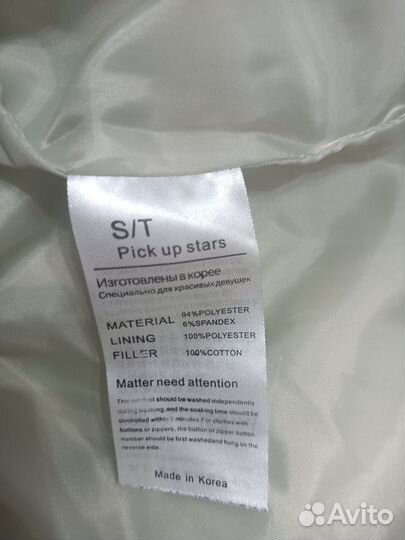 S/T
Pick up stars
Изготовлены в корее
Специально для красивых девушек
MATERIAL 94%POLYESTER
6%SPANDEX
LINING 100%POLYESTER
FILLER 100%COTTON
Matter need attention
This product should be washed independently
during washing,and the soaking time should be
controlled within 5 minutes.For clothes with
buttons or zippers, the button or zipper button
number should be first washedand hung on the
reverse side.
Made in Korea
Avito